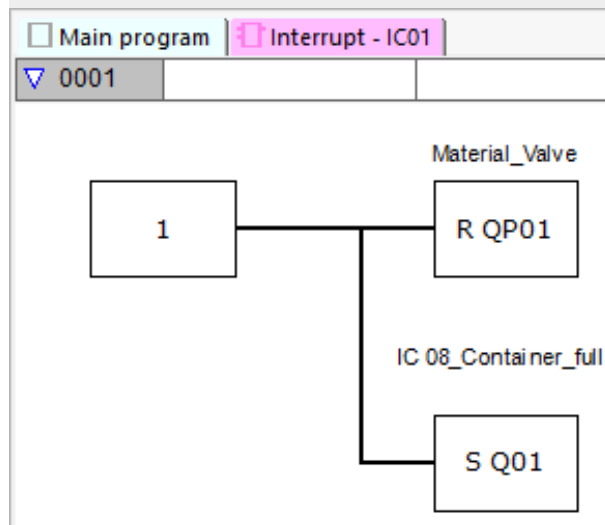 Main program Interrupt - IC01
0001
Material_Valve
1 R QP01
IC 08_Container_full
S Q01